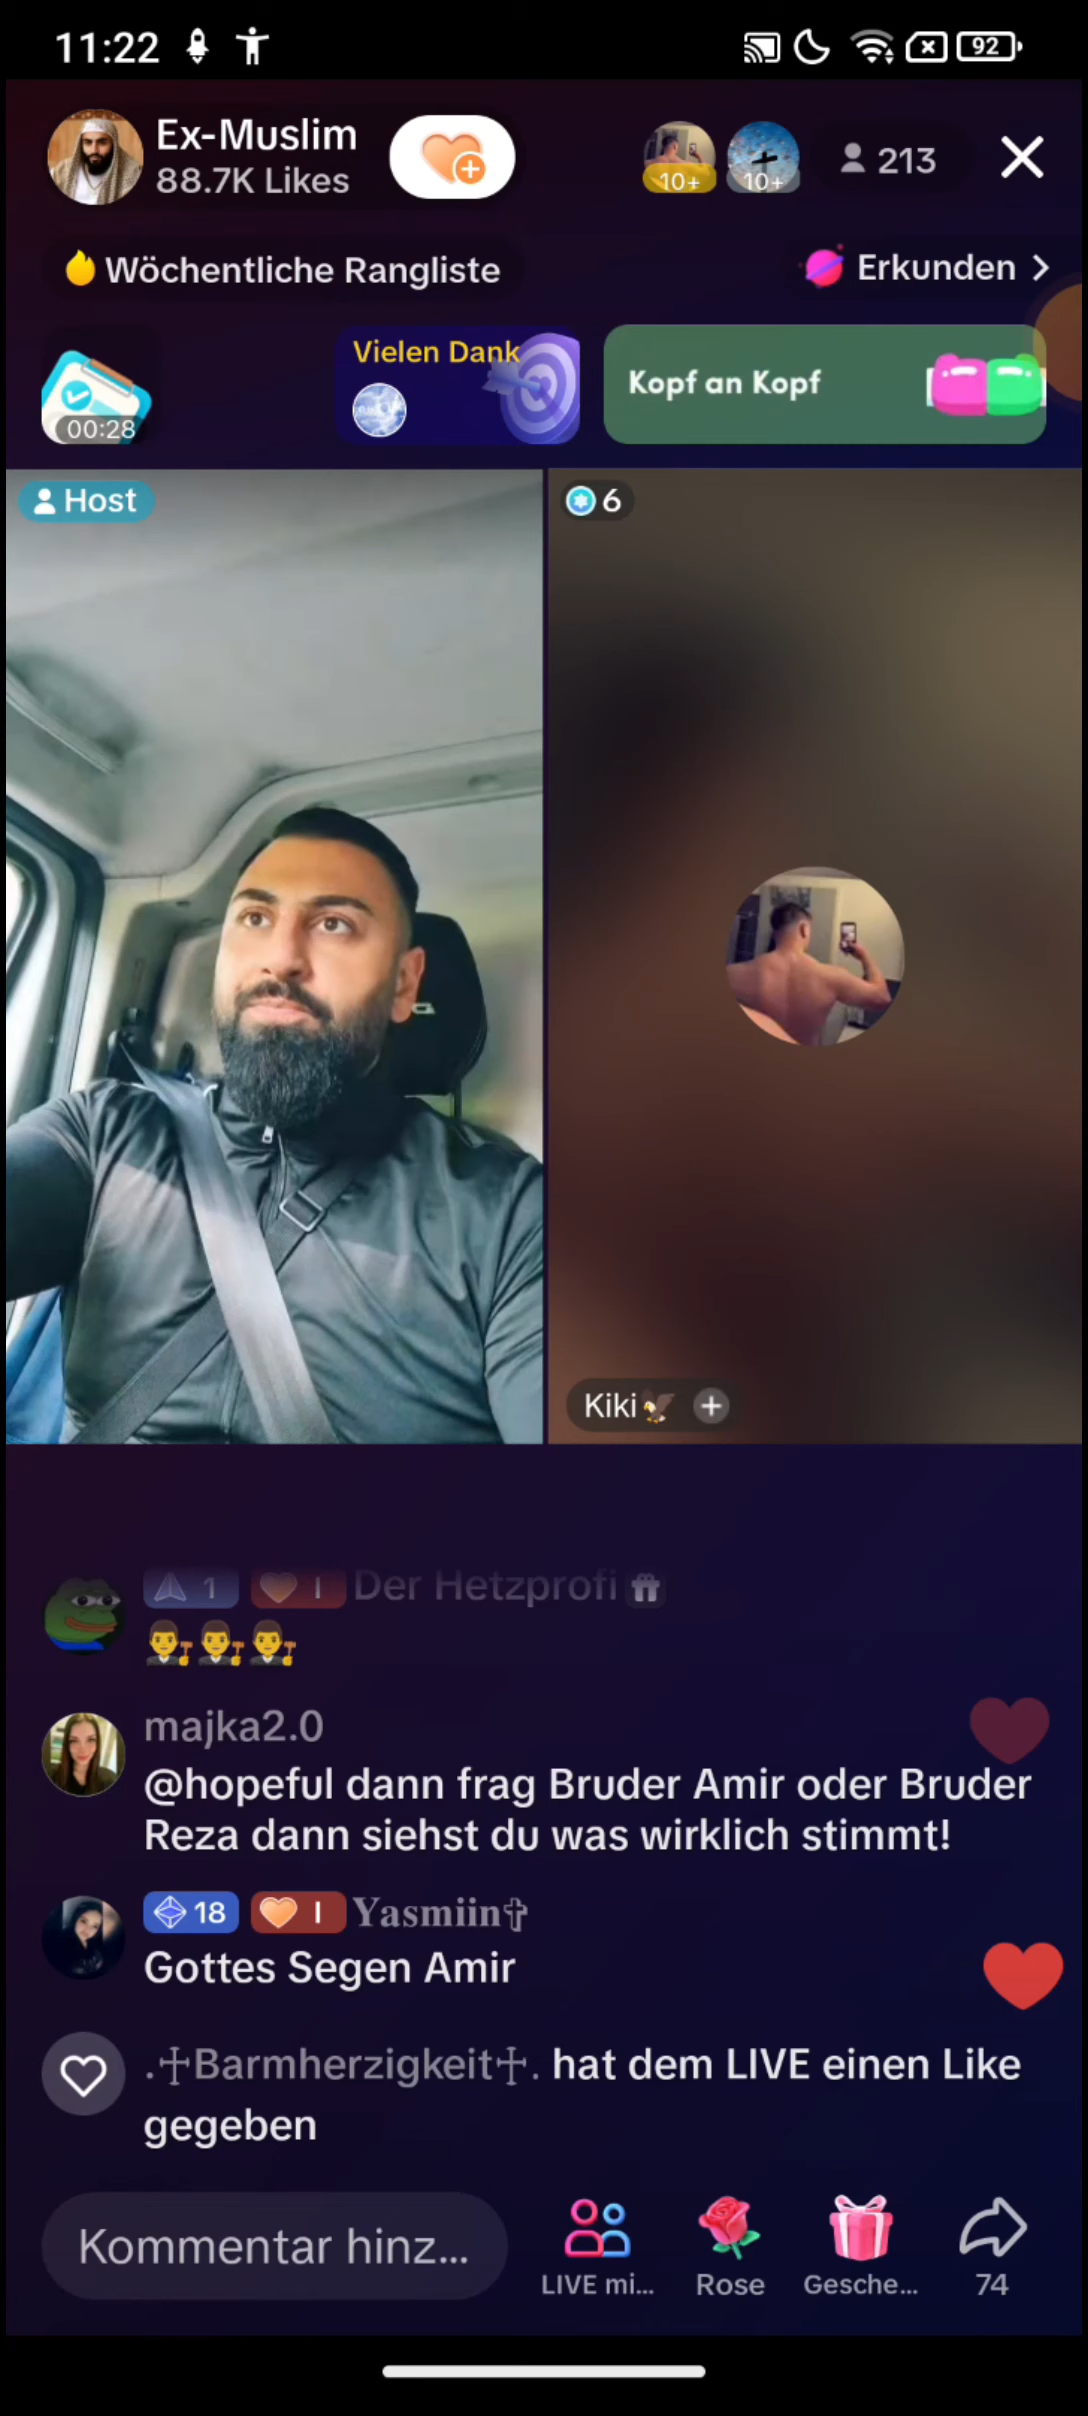 11:22
92
Ex-Muslim
88.7K Likes
10+
10+
213
Wöchentliche Rangliste
Erkunden >
00:28
Vielen Dank
Kopf an Kopf
Host
6
Kiki
1 I Der Hetzprofi
majka2.0
@hopeful dann frag Bruder Amir oder Bruder
Reza dann siehst du was wirklich stimmt!
18 I Yasmiin✞
Gottes Segen Amir
.☩Barmherzigkeit☩. hat dem LIVE einen Like
gegeben
Kommentar hinz...
LIVE mi...
Rose
Gesche...
74